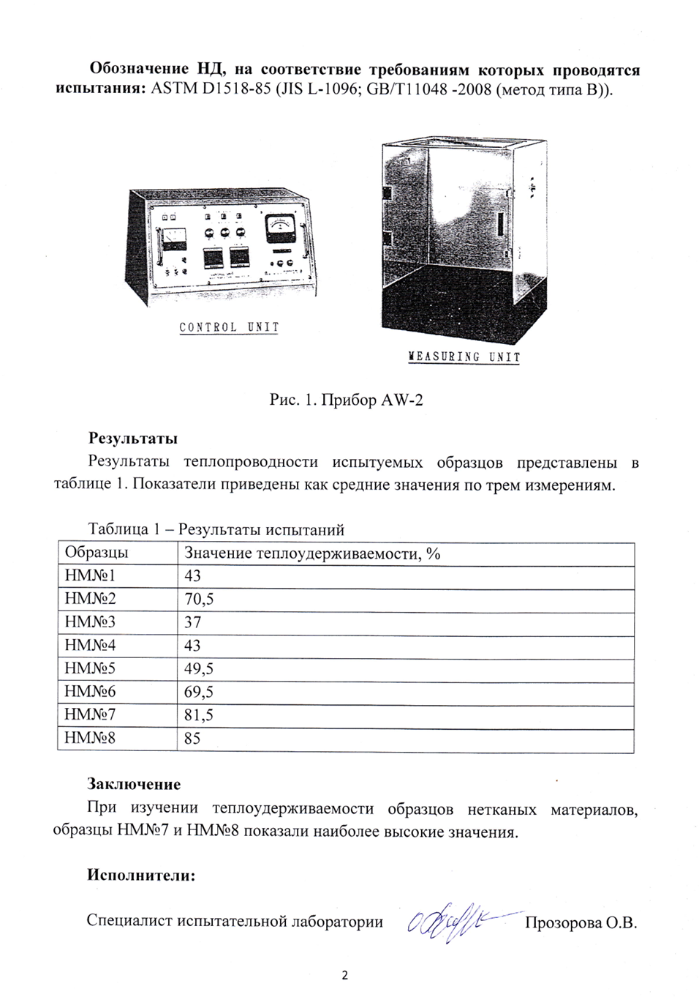 Обозначение НД, на соответствие требованиям которых проводятся
испытания: ASTM D1518-85 (JIS L-1096; GB/T11048 -2008 (метод типа B)).
CONTROL UNIT
MEASURING UNIT
Рис. 1. Прибор AW-2
Результаты
Результаты теплопроводности испытуемых образцов представлены в
таблице 1. Показатели приведены как средние значения по трем измерениям.
Таблица 1 – Результаты испытаний
Образцы Значение теплоудерживаемости, %
НМ№1 43
НМ№2 70,5
НМ№3 37
НМ№4 43
НМ№5 49,5
НМ№6 69,5
НМ№7 81,5
НМ№8 85
Заключение
При изучении теплоудерживаемости образцов нетканых материалов,
образцы НМ№7 и НМ№8 показали наиболее высокие значения.
Исполнители:
Специалист испытательной лаборатории Прозорова О.В.
2